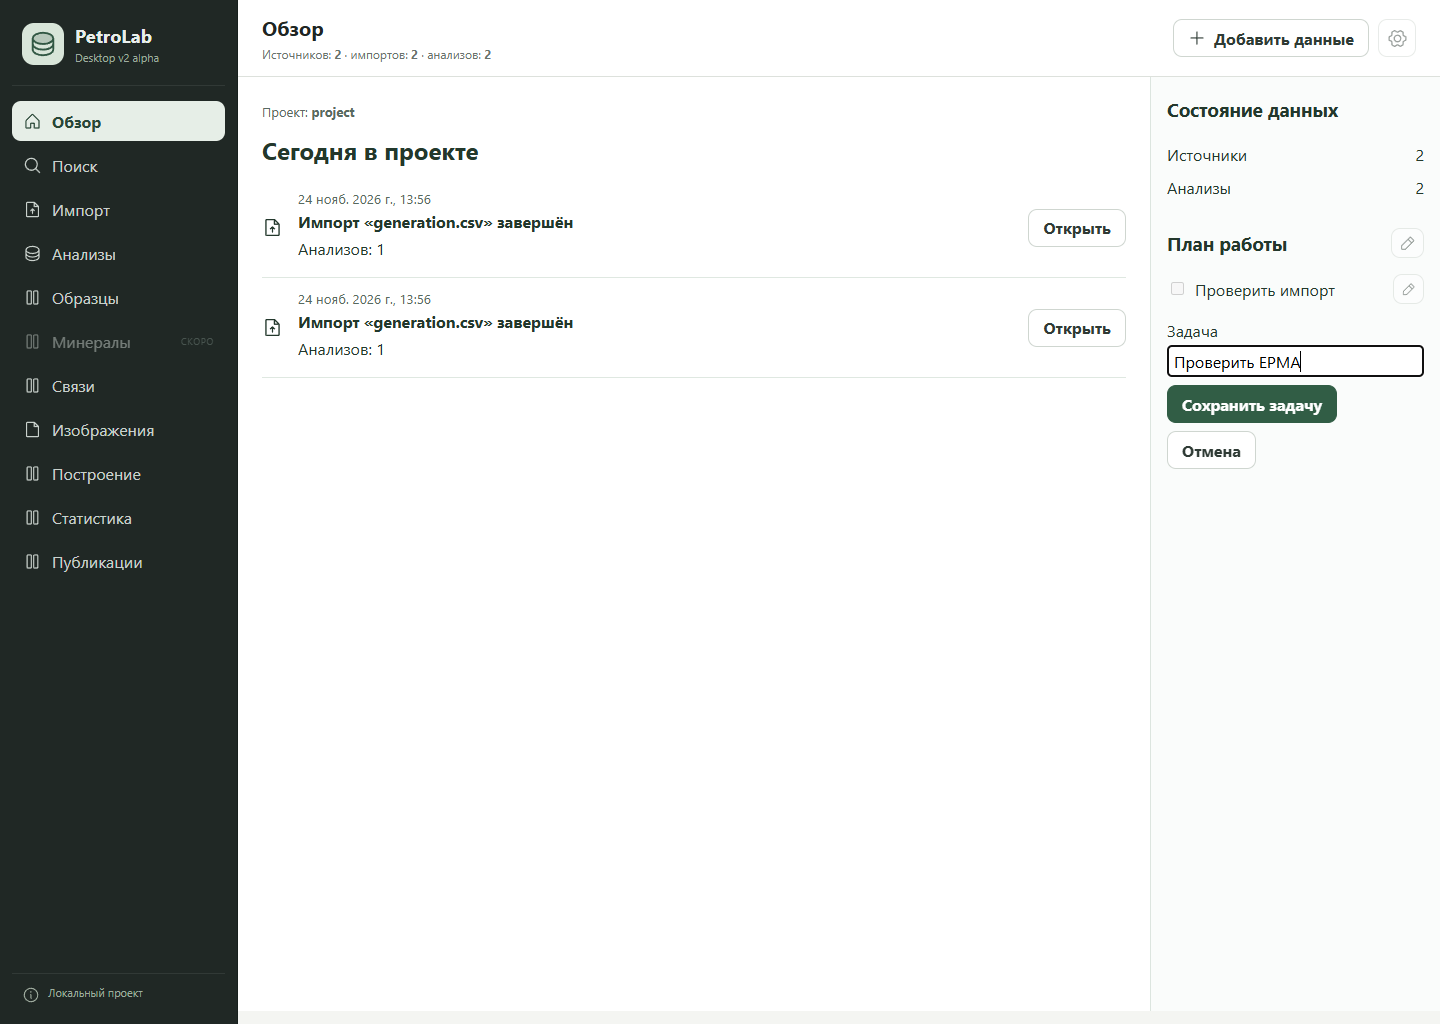 PetroLab
Desktop v2 alpha
Обзор
Поиск
Импорт
Анализы
Образцы
Минералы СКОРО
Связи
Изображения
Построение
Статистика
Публикации
Локальный проект
Обзор
Источников: 2 · импортов: 2 · анализов: 2
Добавить данные
Проект: project
Сегодня в проекте
24 нояб. 2026 г., 13:56
Импорт «generation.csv» завершён
Анализов: 1
Открыть
24 нояб. 2026 г., 13:56
Импорт «generation.csv» завершён
Анализов: 1
Открыть
Состояние данных
Источники 2
Анализы 2
План работы
Проверить импорт
Задача
Проверить EPMA
Сохранить задачу
Отмена